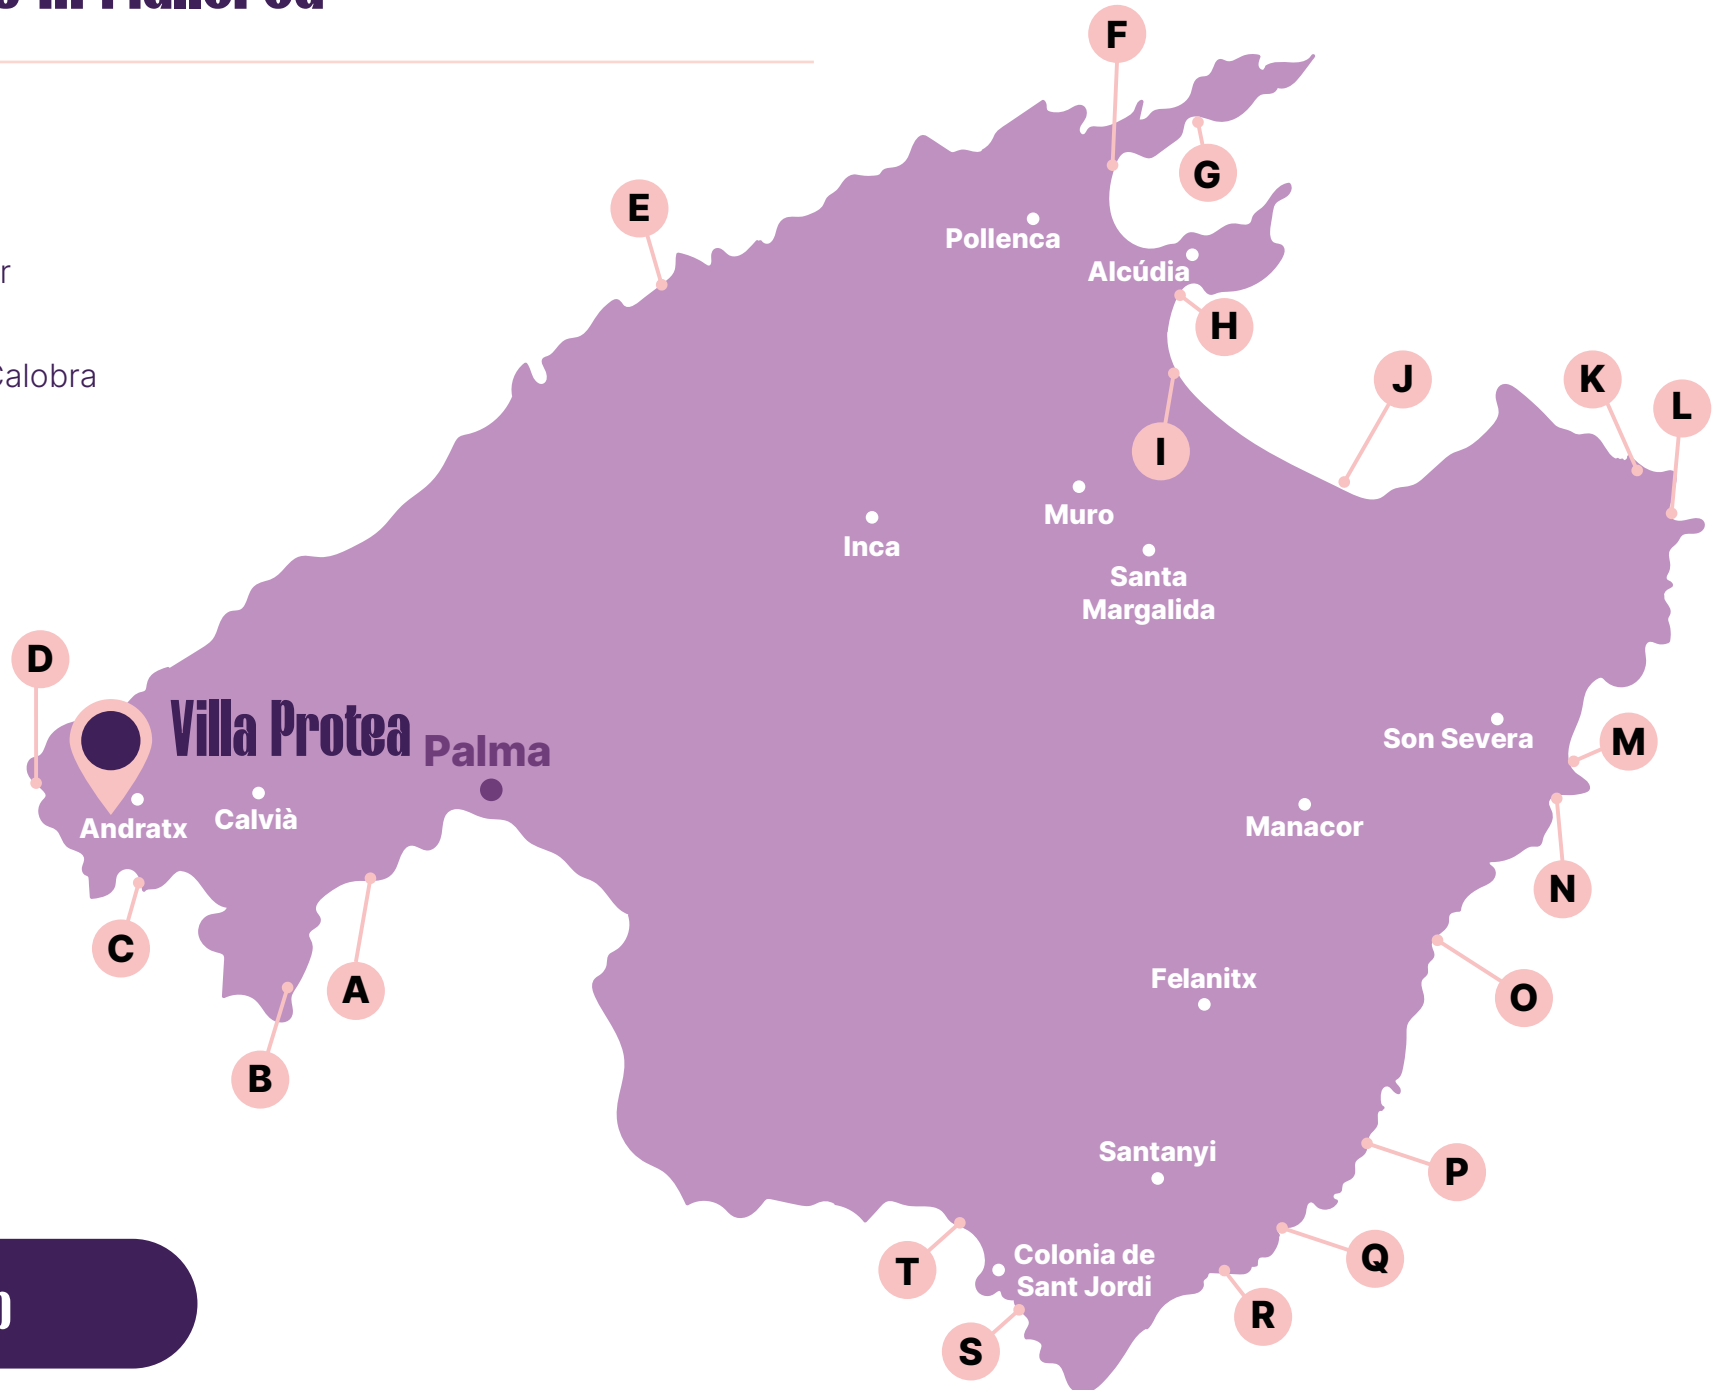 F
G
E
Pollenca
Alcúdia
H
Calobra
J
K
L
I
Muro
Inca
Santa
Margalida
D
Villa Protea
Palma
Son Severa
M
Andratx
Calvià
Manacor
N
C
A
Felanitx
O
B
Santanyi
P
T
Colonia de
Sant Jordi
Q
R
S